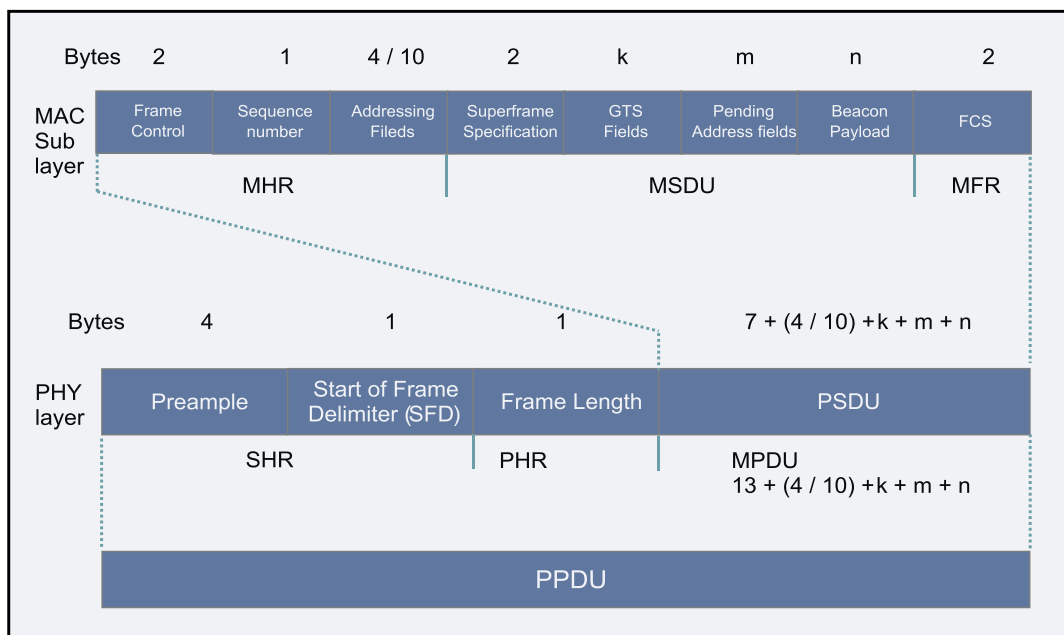 Bytes 2 1 4 / 10 2 k m n 2
MAC Sub layer
Frame Control
Sequence number
Addressing Fileds
Superframe Specification
GTS Fields
Pending Address fields
Beacon Payload
FCS
MHR MSDU MFR
Bytes 4 1 1 7 + (4 / 10) +k + m + n
PHY layer
Preample
Start of Frame Delimiter (SFD)
Frame Length
PSDU
SHR PHR MPDU
13 + (4 / 10) +k + m + n
PPDU